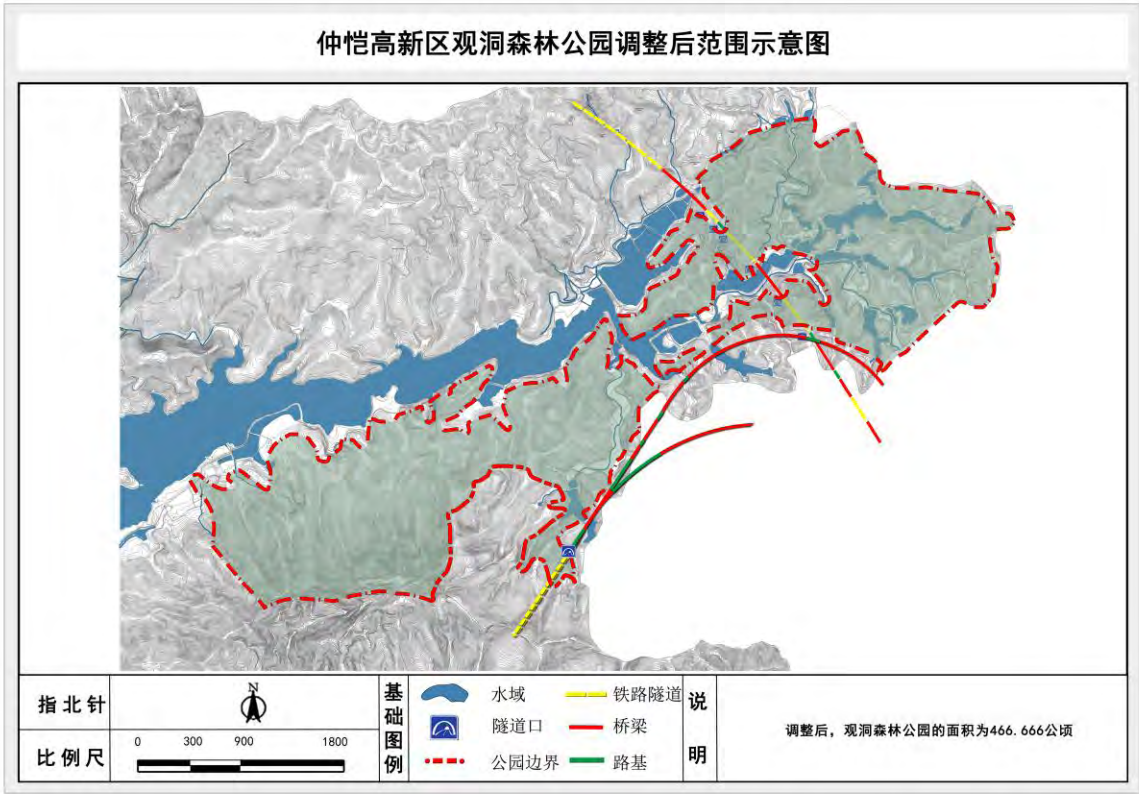 仲恺高新区观洞森林公园调整后范围示意图
指北针
N
比例尺
0 300 900 1800
基础图例
水域
铁路隧道
隧道口
桥梁
公园边界
路基
说明
调整后，观洞森林公园的面积为466.666公顷